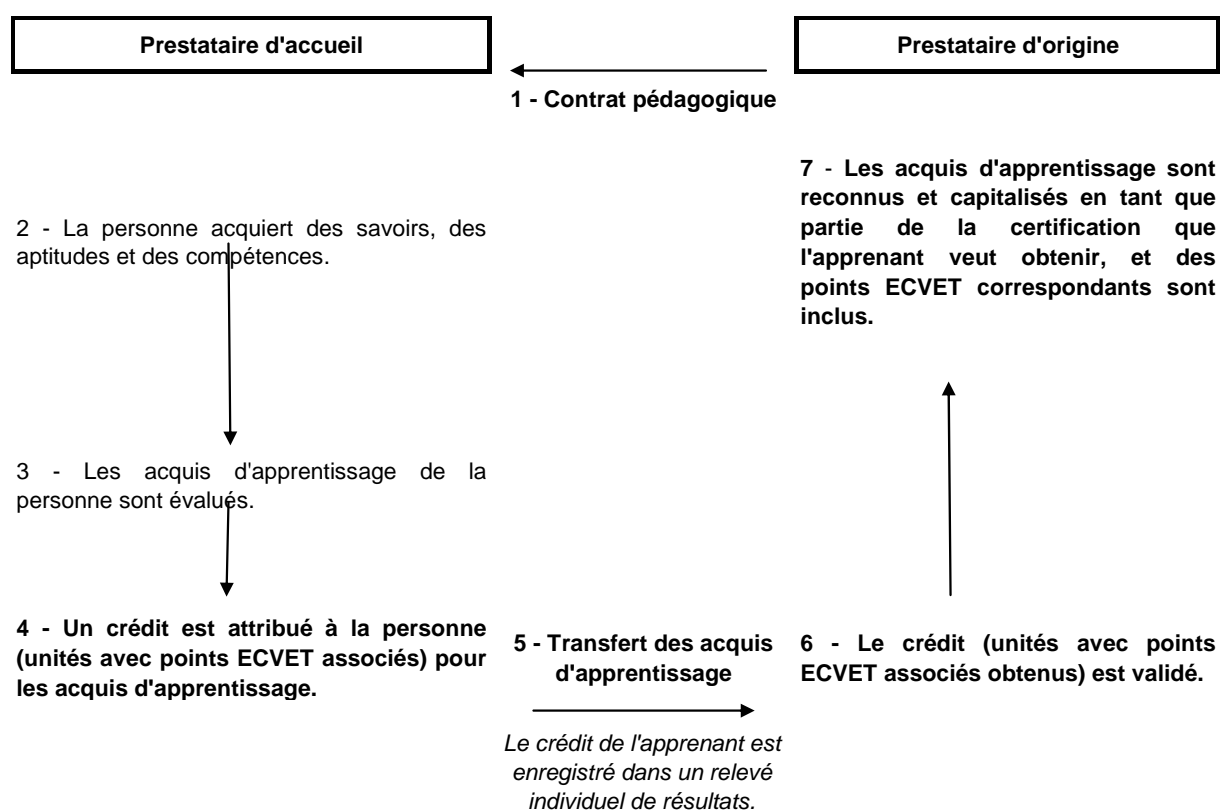 Prestataire d'accueil
Prestataire d'origine
1 - Contrat pédagogique
2 - La personne acquiert des savoirs, des
aptitudes et des compétences.
3 - Les acquis d'apprentissage de la
personne sont évalués.
4 - Un crédit est attribué à la personne
(unités avec points ECVET associés) pour
les acquis d'apprentissage.
5 - Transfert des acquis
d'apprentissage
Le crédit de l'apprenant est
enregistré dans un relevé
individuel de résultats.
6 - Le crédit (unités avec points
ECVET associés obtenus) est validé.
7 - Les acquis d'apprentissage sont
reconnus et capitalisés en tant que
partie de la certification que
l'apprenant veut obtenir, et des
points ECVET correspondants sont
inclus.